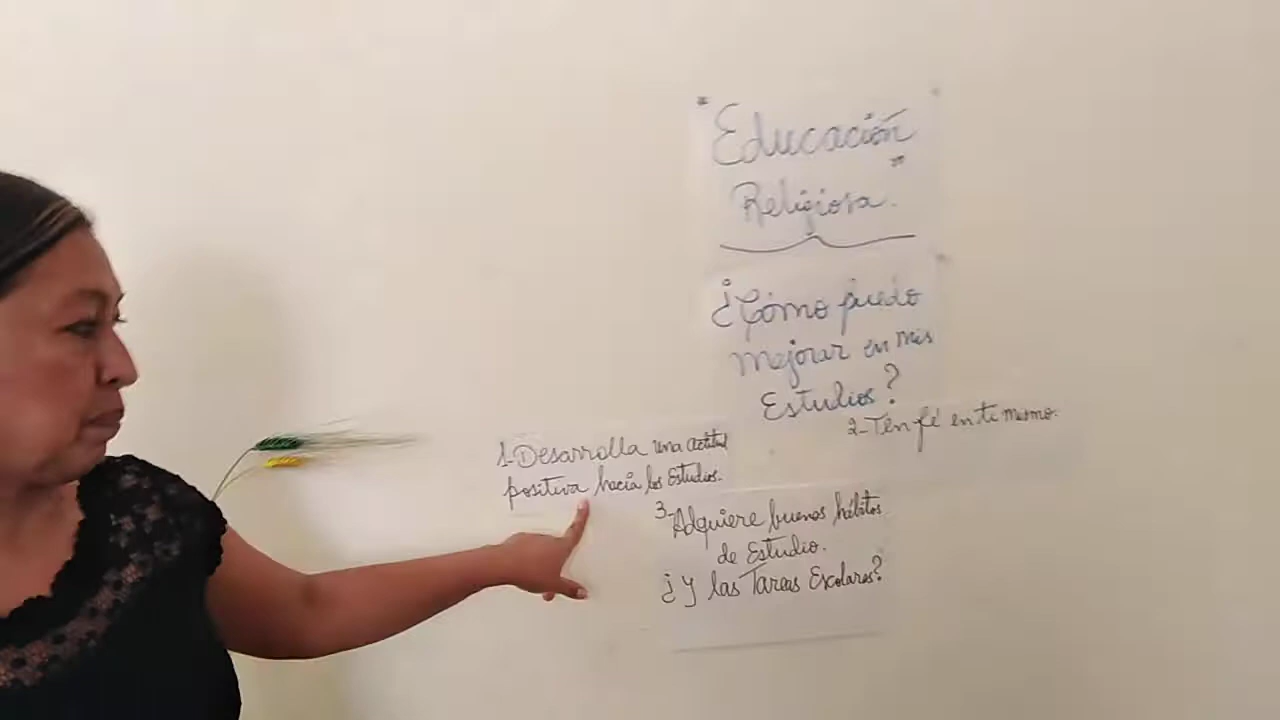 "Educación
Religiosa."
¿Cómo puedo
Mejorar en mis
Estudios?
1-Desarrolla una actitud
positiva hacia los Estudios.
2-Ten fé en ti mismo.
3-Adquiere buenos hábitos
de Estudio.
¿Y las Tareas Escolares?